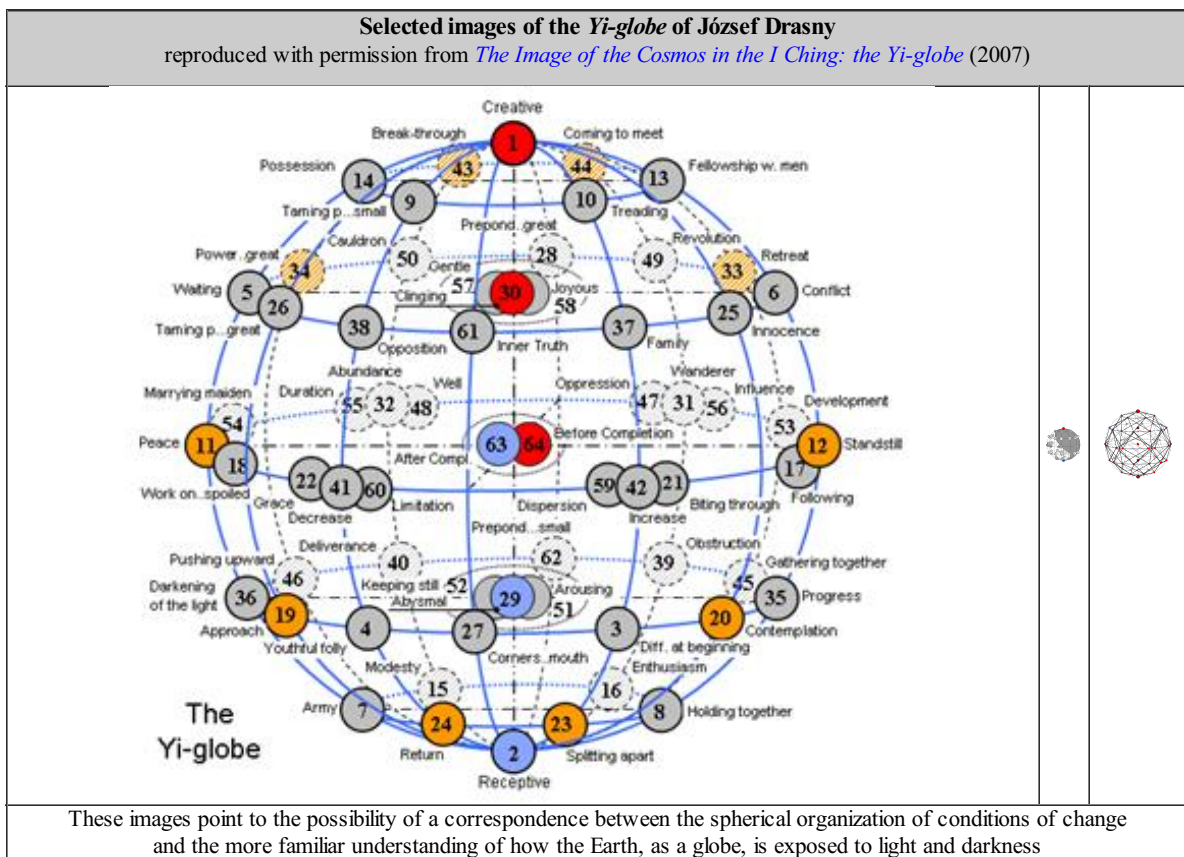 Selected images of the Yi-globe of József Drasny
reproduced with permission from The Image of the Cosmos in the I Ching: the Yi-globe (2007)
Creative
1
Break-through
43
Coming to meet
44
Possession
14
Fellowship w. men
13
Taming p...small
9
Treading
10
Prepond..great
28
Cauldron
50
Revolution
49
Power..great
34
Retreat
33
Gentle
57
Joyous
58
Clinging
30
Waiting
5
Conflict
6
Taming p...great
26
Innocence
25
Opposition
38
Inner Truth
61
Family
37
Marrying maiden
54
Duration
Abundance
55
32
Well
48
Oppression
47
Wanderer
31
Influence
56
Development
53
Peace
11
After Compl.
63
Before Completion
64
Standstill
12
Work on..spoiled
18
Following
17
Grace
22
Decrease
41
Limitation
60
Dispersion
59
Increase
42
Biting through
21
Prepond...small
62
Deliverance
40
Obstruction
39
Pushing upward
46
Gathering together
45
Keeping still
52
Arousing
51
Abysmal
29
Darkening
of the light
36
Progress
35
Approach
19
Contemplation
20
Youthful folly
4
Corners..mouth
27
Diff. at beginning
3
Modesty
15
Enthusiasm
16
Army
7
Holding together
8
Return
24
Splitting apart
23
2
Receptive
The
Yi-globe
These images point to the possibility of a correspondence between the spherical organization of conditions of change
and the more familiar understanding of how the Earth, as a globe, is exposed to light and darkness